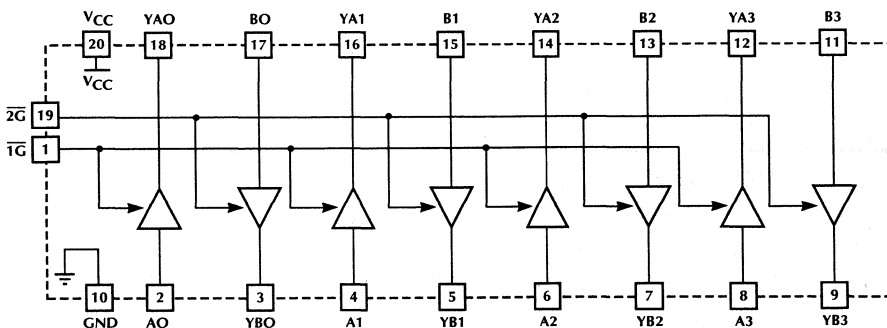 VCC YAO BO YA1 B1 YA2 B2 YA3 B3
20 18 17 16 15 14 13 12 11
VCC
2G 19
1G 1
10 2 3 4 5 6 7 8 9
GND AO YBO A1 YB1 A2 YB2 A3 YB3